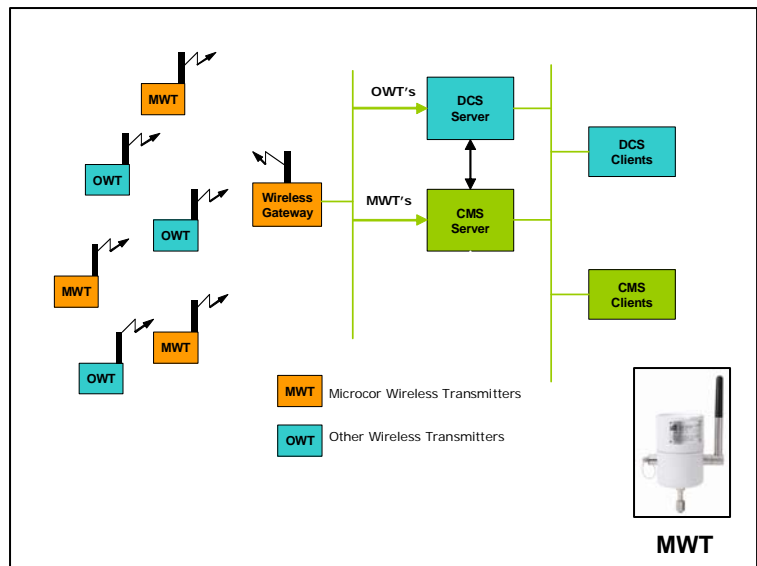 MWT
OWT
OWT
MWT
OWT
MWT
Wireless
Gateway
OWT's
MWT's
DCS
Server
CMS
Server
DCS
Clients
CMS
Clients
MWT Microcor Wireless Transmitters
OWT Other Wireless Transmitters
MWT